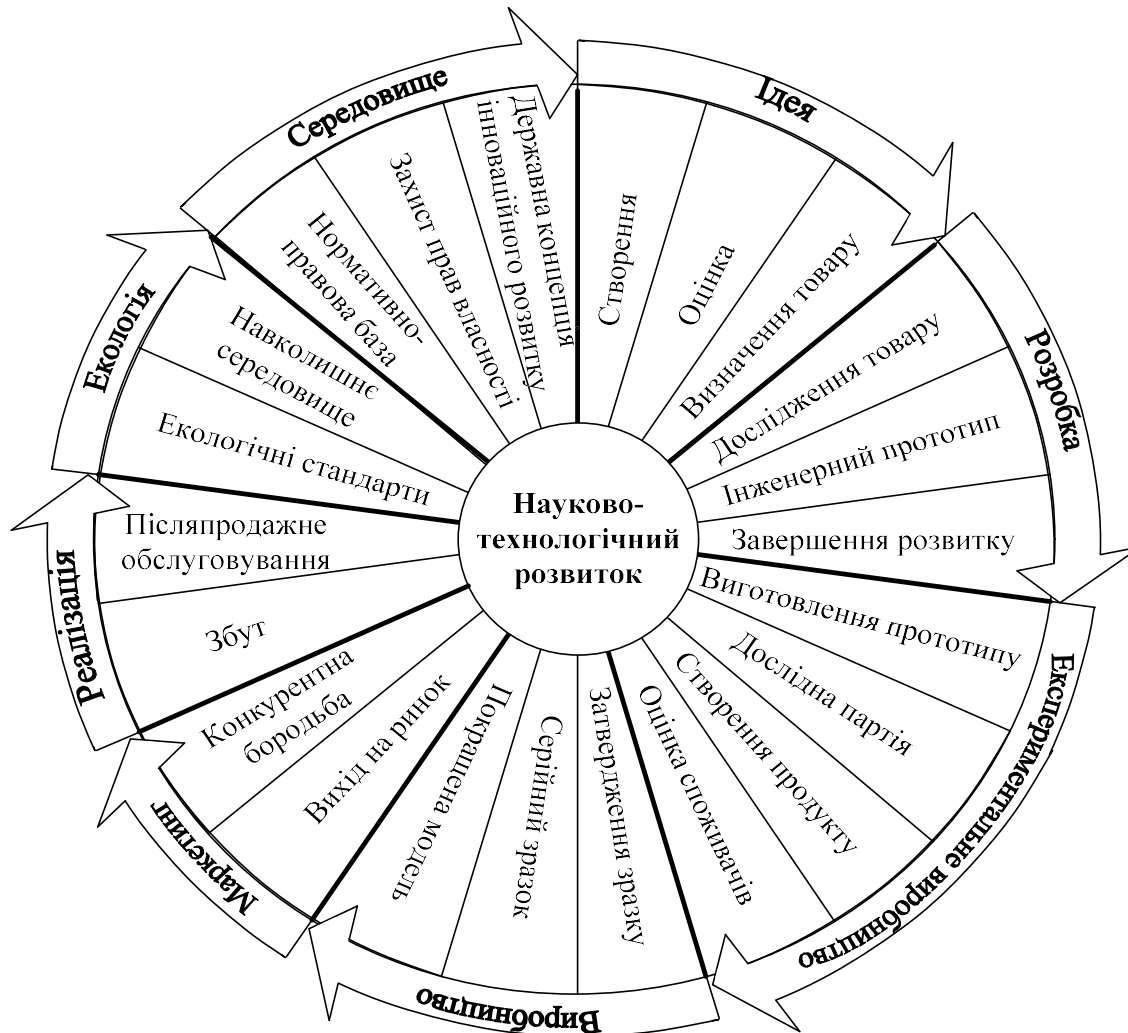 Науково-
технологічний
розвиток
Ідея
Створення
Оцінка
Визначення товару
Розробка
Дослідження товару
Інженерний прототип
Завершення розвитку
Експериментальне виробництво
Виготовлення прототипу
Дослідна партія
Створення продукту
Оцінка споживачів
Виробництво
Затвердження зразку
Серійний зразок
Покращена модель
Маркетинг
Вихід на ринок
Конкурентна
бородьба
Реалізація
Збут
Післяпродажне
обслуговування
Екологія
Екологічні стандарти
Навколишнє
середовище
Середовище
Нормативно-
правова база
Захист прав власності
Державна концепція
інноваційного розвитку